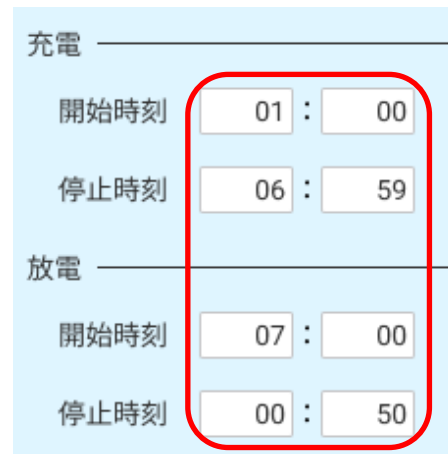 充電
開始時刻 01 : 00
停止時刻 06 : 59
放電
開始時刻 07 : 00
停止時刻 00 : 50